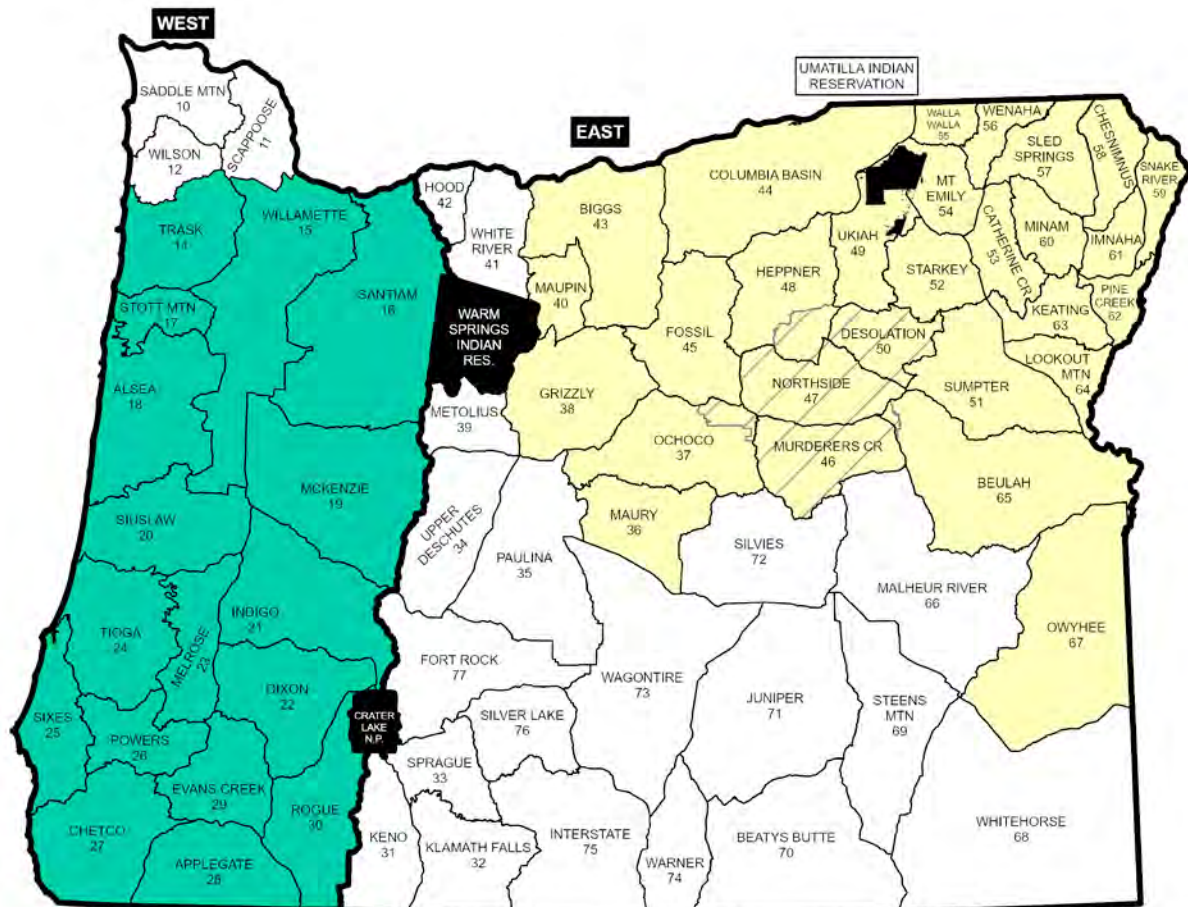 WEST
SADDLE MTN
10
SCAPPOOSE
11
WILSON
12
TRASK
14
WILLAMETTE
15
SANTIAM
16
STOTT MTN
17
ALSEA
18
MCKENZIE
19
SIUSLAW
20
INDIGO
21
DIXON
22
MELROSE
23
TIOGA
24
SIXES
25
POWERS
26
CHETCO
27
APPLEGATE
28
EVANS CREEK
29
ROGUE
30
CRATER
LAKE
N.P.
EAST
UMATILLA INDIAN
RESERVATION
HOOD
42
WHITE
RIVER
41
BIGGS
43
MAUPIN
40
WARM
SPRINGS
INDIAN
RES.
METOLIUS
39
GRIZZLY
38
COLUMBIA BASIN
44
FOSSIL
45
HEPPNER
48
UKIAH
49
WALLA
WALLA
55
WENAHA
56
SLED
SPRINGS
57
CHESNIMNUS
58
SNAKE
RIVER
59
MT
EMILY
54
CATHERINE CR
53
MINAM
60
IMNAHA
61
STARKEY
52
PINE
CREEK
62
KEATING
63
LOOKOUT
MTN
64
DESOLATION
50
NORTHSIDE
47
SUMPTER
51
OCHOCO
37
MURDERERS CR
46
BEULAH
65
MAURY
36
UPPER
DESCHUTES
34
PAULINA
35
SILVIES
72
MALHEUR RIVER
66
OWYHEE
67
FORT ROCK
77
SILVER LAKE
76
WAGONTIRE
73
JUNIPER
71
STEENS
MTN
69
SPRAGUE
33
KENO
31
KLAMATH FALLS
32
INTERSTATE
75
WARNER
74
BEATYS BUTTE
70
WHITEHORSE
68